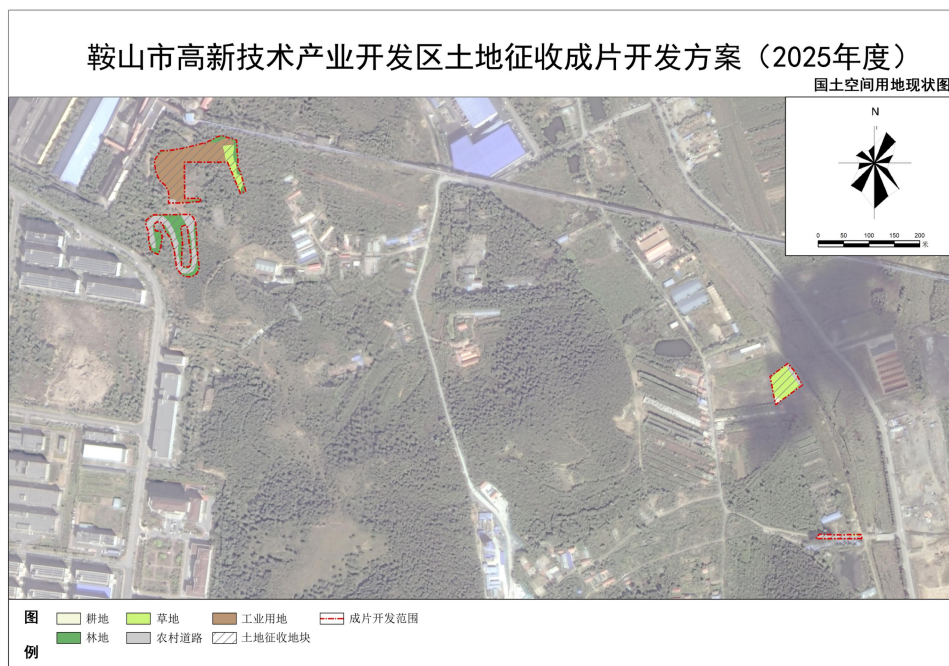 鞍山市高新技术产业开发区土地征收成片开发方案（2025年度）
国土空间用地现状图
N
0 50 100 150 200
米
图例
耕地 草地 工业用地 成片开发范围
林地 农村道路 土地征收地块